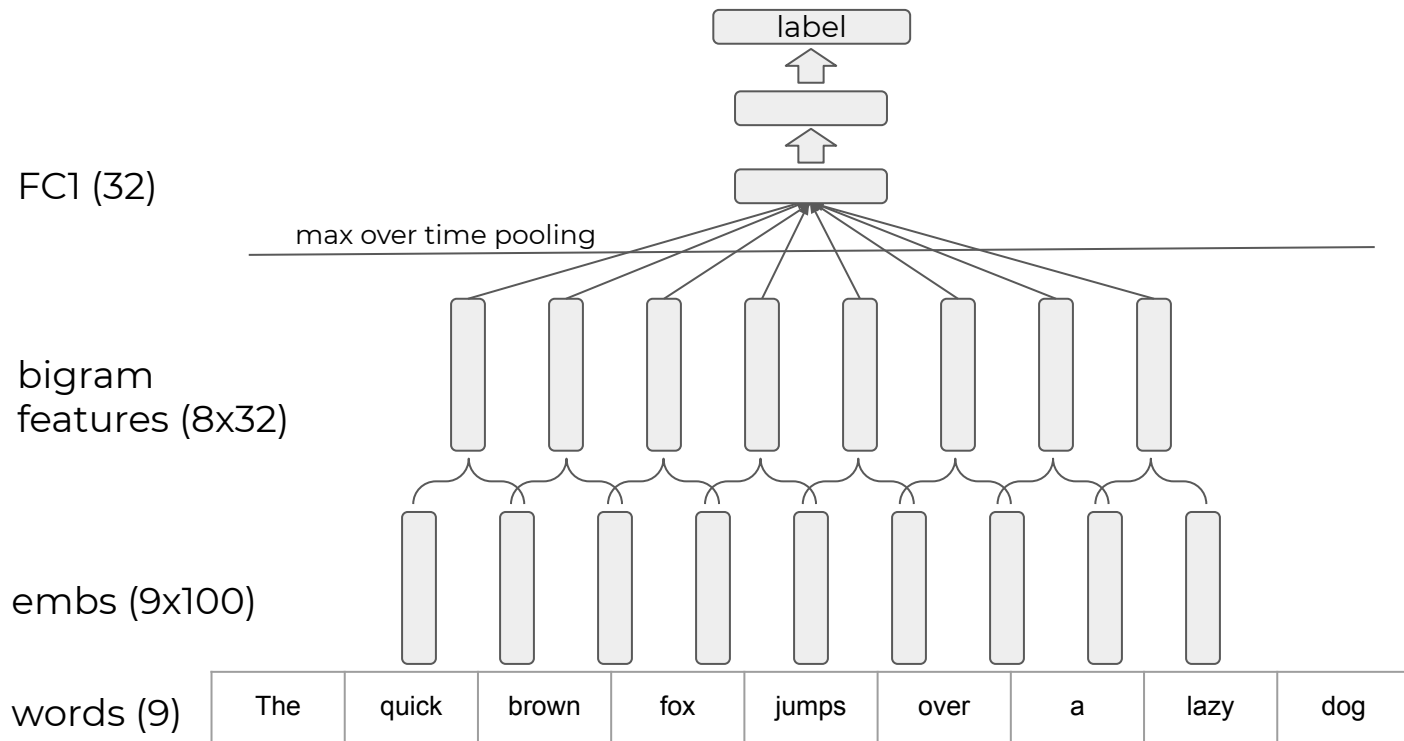 label
FC1 (32)
max over time pooling
bigram
features (8x32)
embs (9x100)
words (9) The quick brown fox jumps over a lazy dog